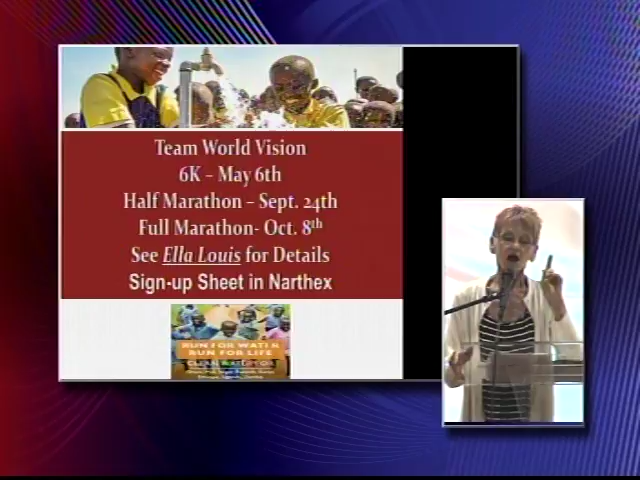 Team World Vision
6K – May 6th
Half Marathon – Sept. 24th
Full Marathon- Oct. 8th
See Ella Louis for Details
Sign-up Sheet in Narthex
RUN FOR WATER
RUN FOR LIFE